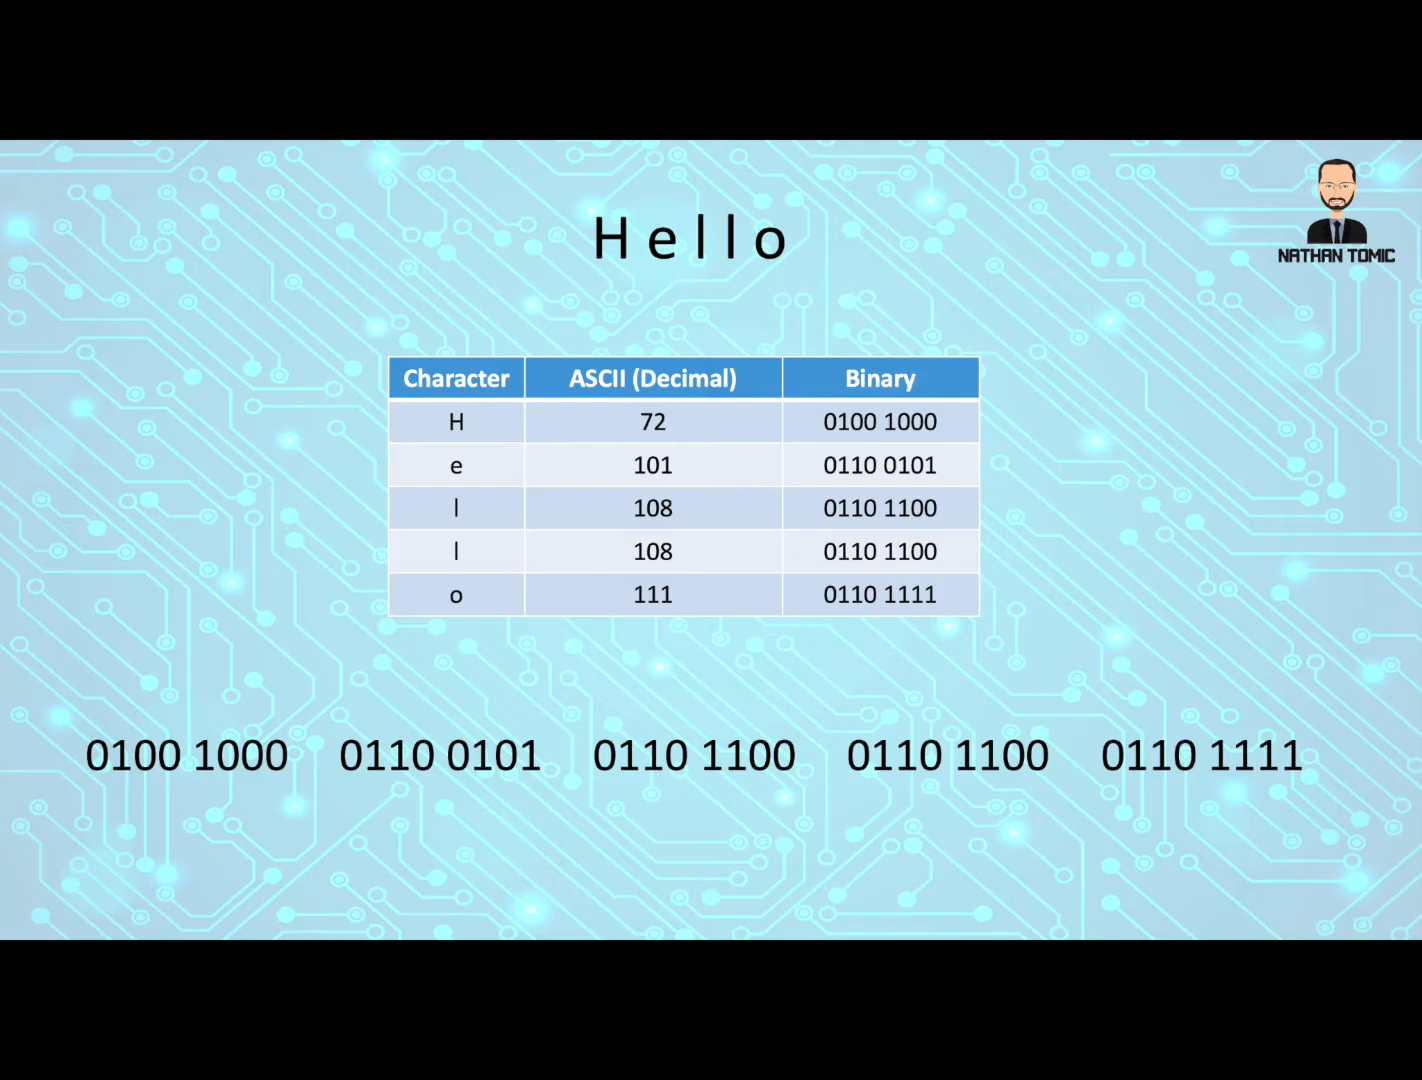 H e l l o
NATHAN TOMIC
Character ASCII (Decimal) Binary
H 72 0100 1000
e 101 0110 0101
l 108 0110 1100
l 108 0110 1100
o 111 0110 1111
0100 1000 0110 0101 0110 1100 0110 1100 0110 1111